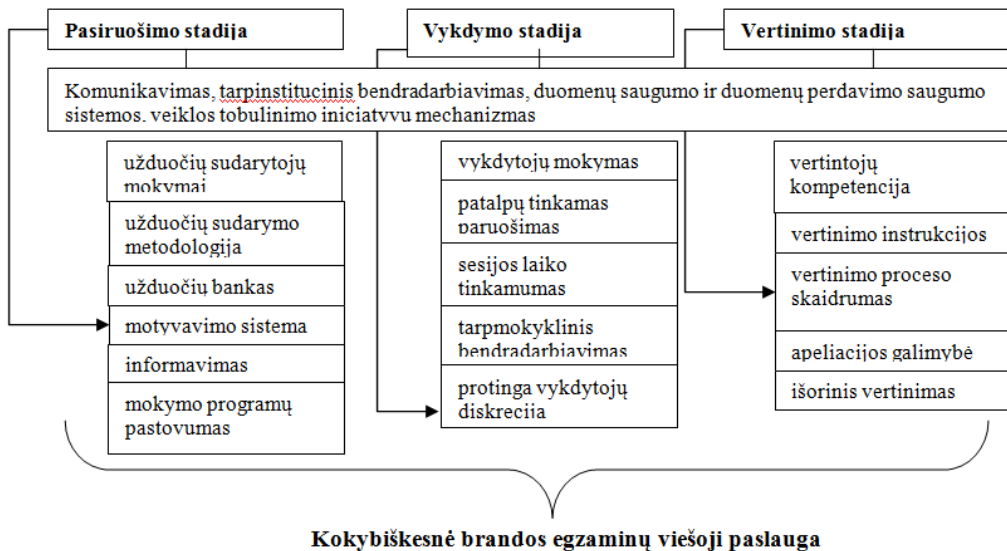 Pasiruošimo stadija
Vykdymo stadija
Vertinimo stadija
Komunikavimas, tarpinstitucinis bendradarbiavimas, duomenų saugumo ir duomenų perdavimo saugumo
sistemos, veiklos tobulinimo iniciatyvų mechanizmas
užduočių sudarytojų
mokymai
užduočių sudarymo
metodologija
užduočių bankas
motyvavimo sistema
informavimas
mokymo programų
pastovumas
vykdytojų mokymas
patalpų tinkamas
paruošimas
sesijos laiko
tinkamumas
tarpmokyklinis
bendradarbiavimas
protinga vykdytojų
diskrecija
vertintojų
kompetencija
vertinimo instrukcijos
vertinimo proceso
skaidrumas
apeliacijos galimybė
išorinis vertinimas
Kokybiškesnė brandos egzaminų viešoji paslauga